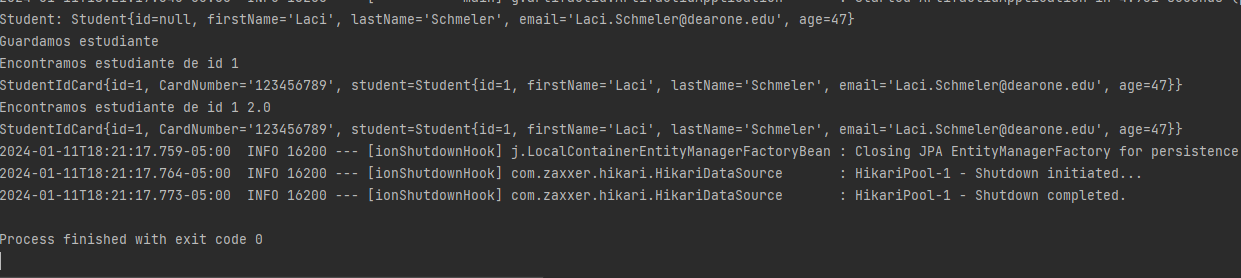 Student: Student{id=null, firstName='Laci', lastName='Schmeler', email='Laci.Schmeler@dearone.edu', age=47}
Guardamos estudiante
Encontramos estudiante de id 1
StudentIdCard{id=1, CardNumber='123456789', student=Student{id=1, firstName='Laci', lastName='Schmeler', email='Laci.Schmeler@dearone.edu', age=47}}
Encontramos estudiante de id 1 2.0
StudentIdCard{id=1, CardNumber='123456789', student=Student{id=1, firstName='Laci', lastName='Schmeler', email='Laci.Schmeler@dearone.edu', age=47}}
2024-01-11T18:21:17.759-05:00  INFO 16200 --- [ionShutdownHook] j.LocalContainerEntityManagerFactoryBean : Closing JPA EntityManagerFactory for persistence
2024-01-11T18:21:17.764-05:00  INFO 16200 --- [ionShutdownHook] com.zaxxer.hikari.HikariDataSource       : HikariPool-1 - Shutdown initiated...
2024-01-11T18:21:17.773-05:00  INFO 16200 --- [ionShutdownHook] com.zaxxer.hikari.HikariDataSource       : HikariPool-1 - Shutdown completed.
Process finished with exit code 0